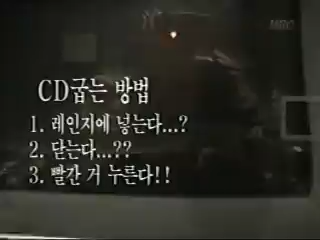 MBC
CD굽는 방법
1. 레인지에 넣는다...?
2. 닫는다...??
3. 빨간 거 누른다!!